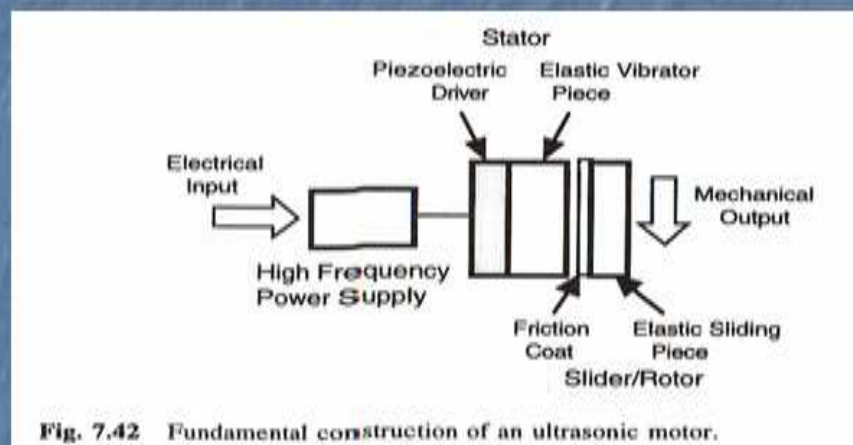 Stator
Piezoelectric Driver
Elastic Vibrator Piece
Electrical Input
Mechanical Output
High Frequency Power Supply
Friction Coat
Elastic Sliding Piece
Slider/Rotor
Fig. 7.42 Fundamental construction of an ultrasonic motor.